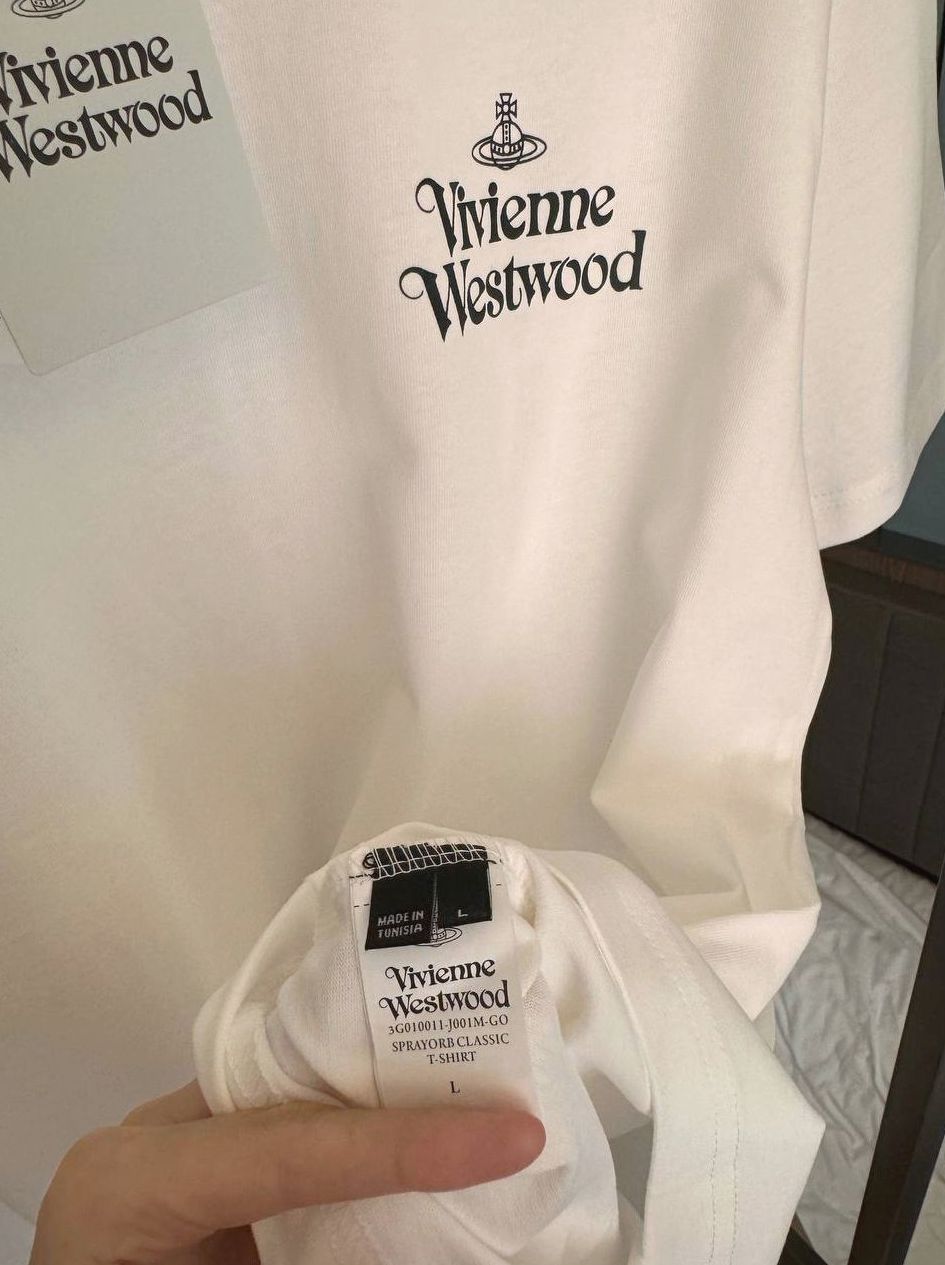 Vivienne
Westwood
Vivienne
Westwood
MADE IN
TUNISIA
L
Vivienne
Westwood
3G010011-J001M-GO
SPRAYORB CLASSIC
T-SHIRT
L